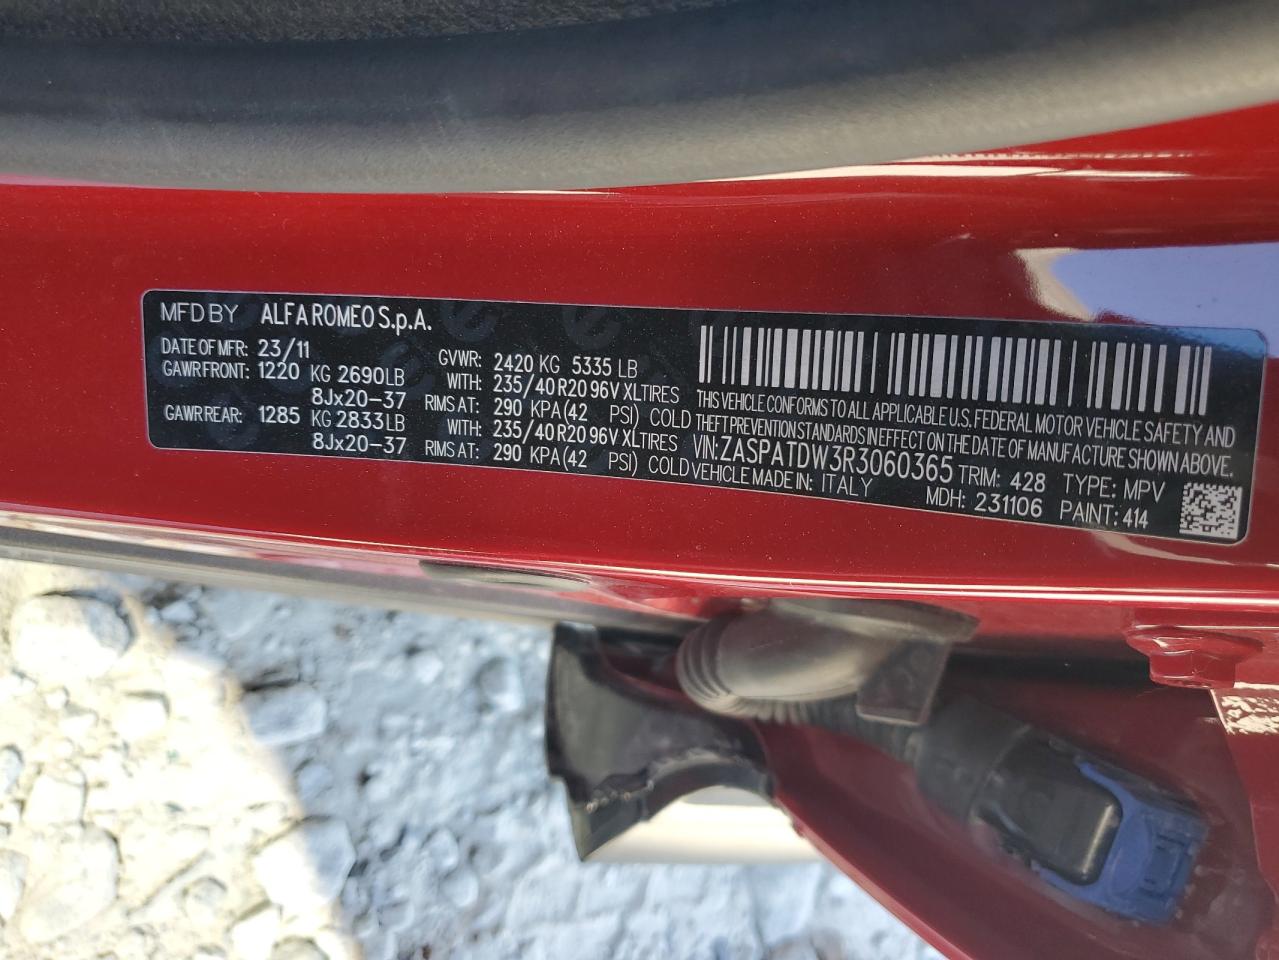 MFD BY ALFA ROMEO S.p.A.
DATE OF MFR: 23/11 GVWR: 2420 KG 5335 LB
GAWR FRONT: 1220 KG 2690LB WITH: 235/40 R20 96V XL TIRES
8Jx20-37 RIMS AT: 290 KPA (42 PSI) COLD
GAWR REAR: 1285 KG 2833LB WITH: 235/40 R20 96V XL TIRES
8Jx20-37 RIMS AT: 290 KPA (42 PSI) COLD
THIS VEHICLE CONFORMS TO ALL APPLICABLE U.S. FEDERAL MOTOR VEHICLE SAFETY AND
THEFT PREVENTION STANDARDS IN EFFECT ON THE DATE OF MANUFACTURE SHOWN ABOVE.
VIN: ZASPATDW3R3060365 TRIM: 428 TYPE: MPV
VEHICLE MADE IN: ITALY MDH: 231106 PAINT: 414